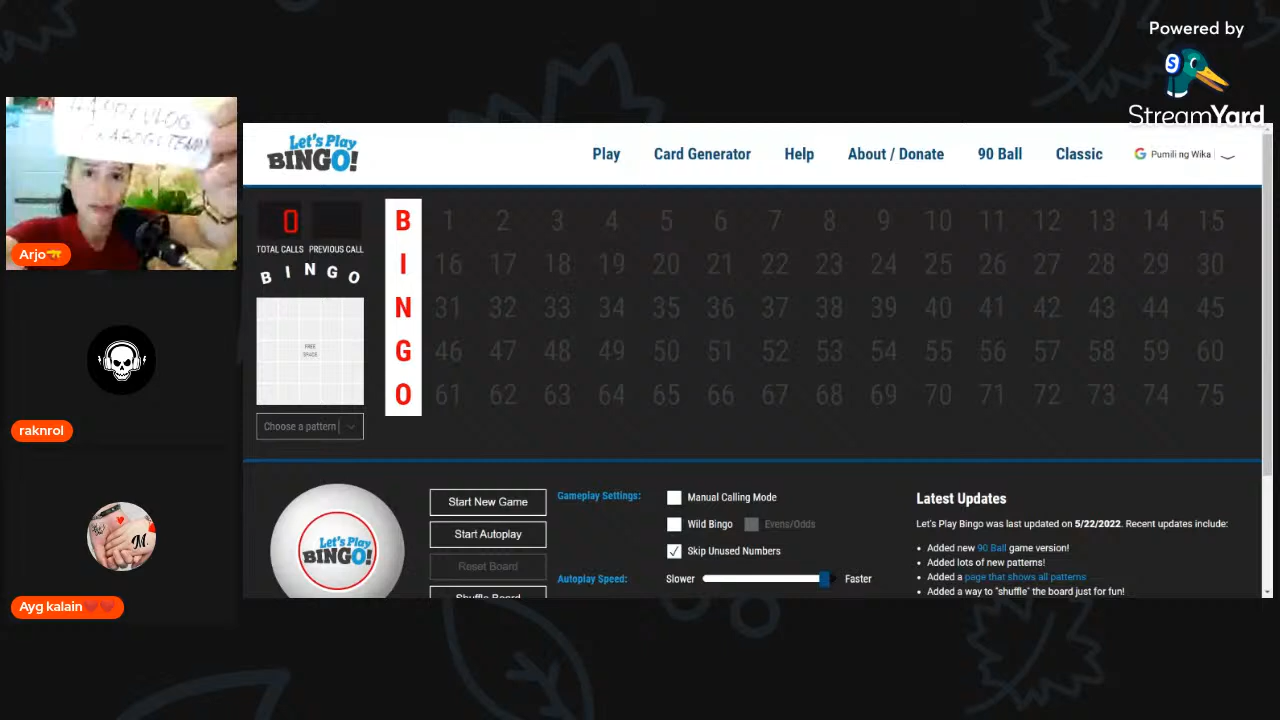 Powered by
StreamYard
Arjo
raknrol
Ayg kalain
M.
Let's Play
BINGO!
Play
Card Generator
Help
About / Donate
90 Ball
Classic
G Pumili ng Wika
0
TOTAL CALLS PREVIOUS CALL
B I N G O
FREE
SPACE
Choose a pattern
B 1 2 3 4 5 6 7 8 9 10 11 12 13 14 15
I 16 17 18 19 20 21 22 23 24 25 26 27 28 29 30
N 31 32 33 34 35 36 37 38 39 40 41 42 43 44 45
G 46 47 48 49 50 51 52 53 54 55 56 57 58 59 60
O 61 62 63 64 65 66 67 68 69 70 71 72 73 74 75
Let's Play
BINGO!
Start New Game
Start Autoplay
Reset Board
Shuffle Board
Gameplay Settings:
Manual Calling Mode
Wild Bingo
Evens/Odds
Skip Unused Numbers
Autoplay Speed:
Slower
Faster
Latest Updates
Let's Play Bingo was last updated on 5/22/2022. Recent updates include:
Added new 90 Ball game version!
Added lots of new patterns!
Added a page that shows all patterns
Added a way to "shuffle" the board just for fun!